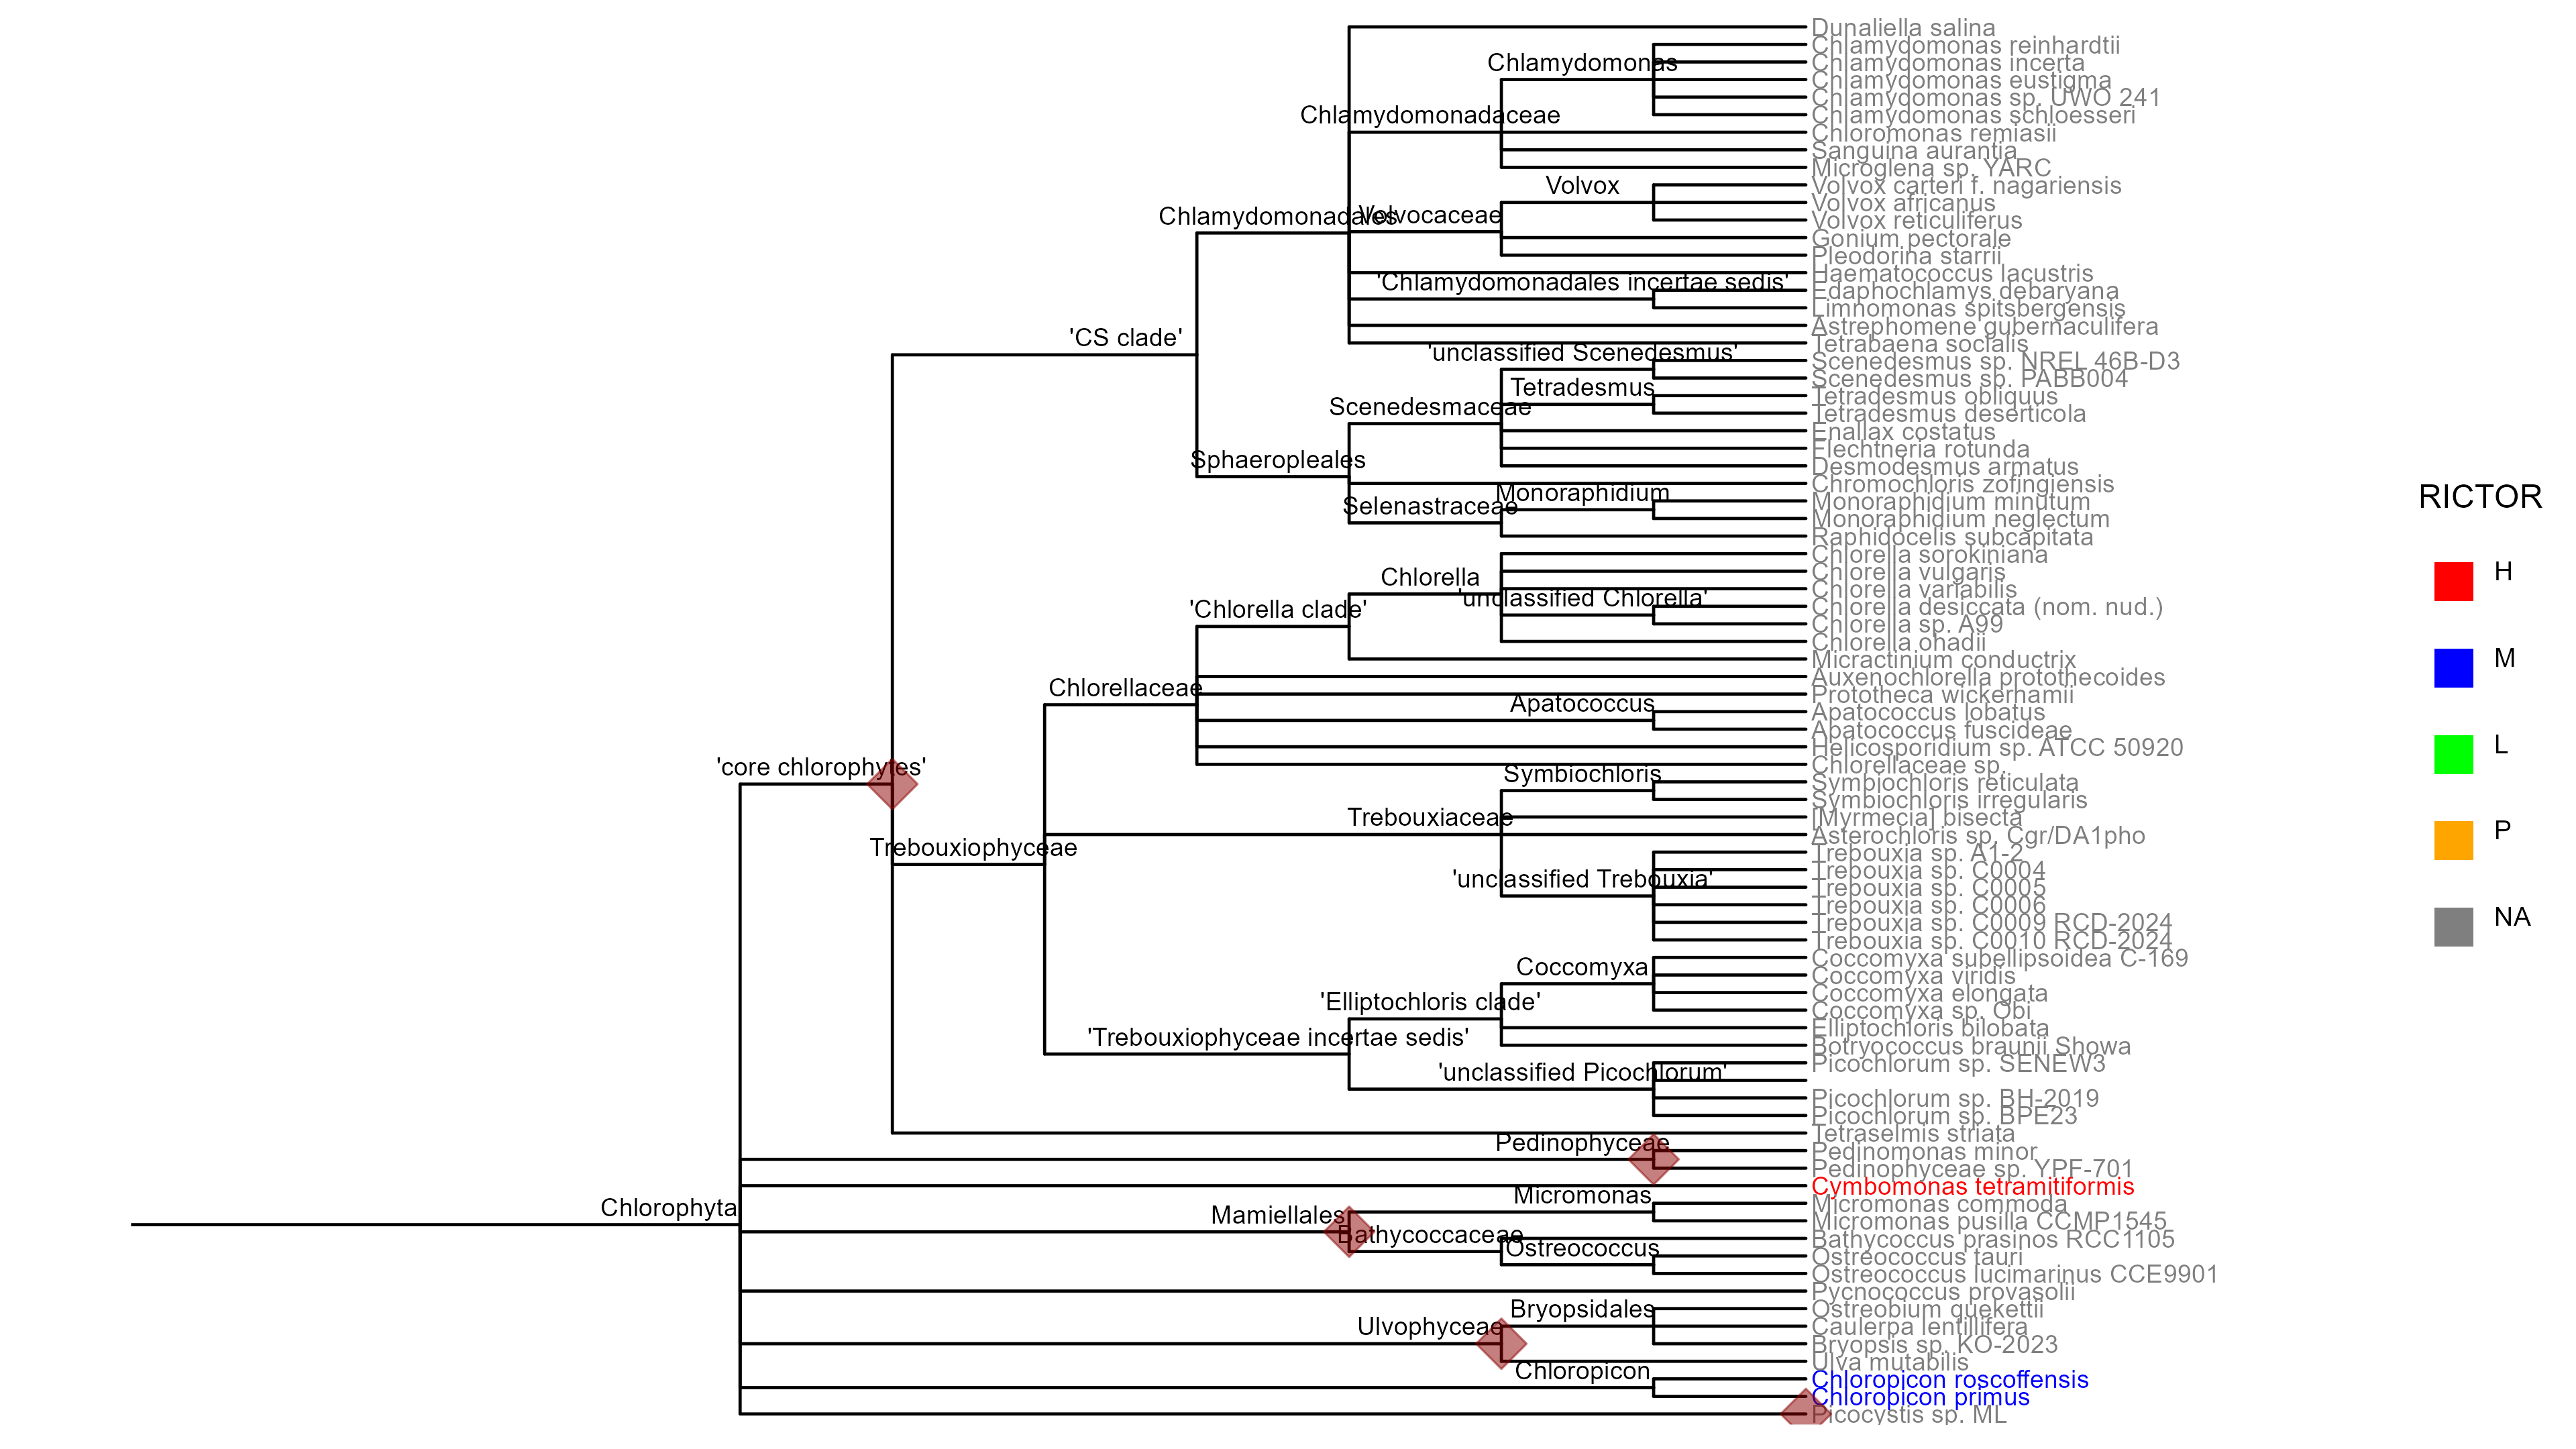 Dunaliella salina
Chlamydomonas reinhardtii
Chlamydomonas
Chlamydomonas incerta
Chlamydomonas eustigma
Chlamydomonas sp. UWO 241
Chlamydomonadaceae
Chlamydomonas schloesseri
Chloromonas remiasii
Sanguina aurantia
Microglena sp. YARC
Volvox
Volvox carteri f. nagariensis
Volvox africanus
Chlamydomonadales
Volvocaceae
Volvox reticuliferus
Gonium pectorale
Pleodorina starrii
Haematococcus lacustris
'Chlamydomonadales incertae sedis'
Edaphochlamys debaryana
Limnomonas spitsbergensis
Astrephomene gubernaculifera
'CS clade'
Tetrabaena socialis
'unclassified Scenedesmus'
Scenedesmus sp. NREL 46B-D3
Scenedesmus sp. PABB004
Tetradesmus
Tetradesmus obliquus
Scenedesmaceae
Tetradesmus deserticola
Enallax costatus
Flechtneria rotunda
Sphaeropleales
Desmodesmus armatus
Chromochloris zofingiensis
Monoraphidium
Monoraphidium minutum
Selenastraceae
Monoraphidium neglectum
Raphidocelis subcapitata
Chlorella sorokiniana
Chlorella
Chlorella vulgaris
Chlorella variabilis
'unclassified Chlorella'
'Chlorella clade'
Chlorella desiccata (nom. nud.)
Chlorella sp. A99
Chlorella ohadii
Micractinium conductrix
Auxenochlorella protothecoides
Chlorellaceae
Prototheca wickerhamii
Apatococcus
Apatococcus lobatus
Apatococcus fuscideae
Helicosporidium sp. ATCC 50920
'core chlorophytes'
Chlorellaceae sp.
Symbiochloris
Symbiochloris reticulata
Symbiochloris irregularis
Trebouxiaceae
[Myrmecia] bisecta
Asterochloris sp. Cgr/DA1pho
Trebouxiophyceae
Trebouxia sp. A1-2
Trebouxia sp. C0004
'unclassified Trebouxia'
Trebouxia sp. C0005
Trebouxia sp. C0006
Trebouxia sp. C0009 RCD-2024
Trebouxia sp. C0010 RCD-2024
Coccomyxa subellipsoidea C-169
Coccomyxa
Coccomyxa viridis
Coccomyxa elongata
'Elliptochloris clade'
Coccomyxa sp. Obi
Elliptochloris bilobata
'Trebouxiophyceae incertae sedis'
Botryococcus braunii Showa
Picochlorum sp. SENEW3
'unclassified Picochlorum'
Picochlorum sp. BH-2019
Picochlorum sp. BPE23
Tetraselmis striata
Pedinophyceae
Pedinomonas minor
Pedinophyceae sp. YPF-701
Cymbomonas tetramitiformis
Micromonas
Micromonas commoda
Chlorophyta
Mamiellales
Micromonas pusilla CCMP1545
Bathycoccaceae
Bathycoccus prasinos RCC1105
Ostreococcus
Ostreococcus tauri
Ostreococcus lucimarinus CCE9901
Pycnococcus provasolii
Bryopsidales
Ostreobium quekettii
Ulvophyceae
Caulerpa lentillifera
Bryopsis sp. KO-2023
Ulva mutabilis
Chloropicon
Chloropicon roscoffensis
Chloropicon primus
Picocystis sp. ML
RICTOR
H
M
L
P
NA